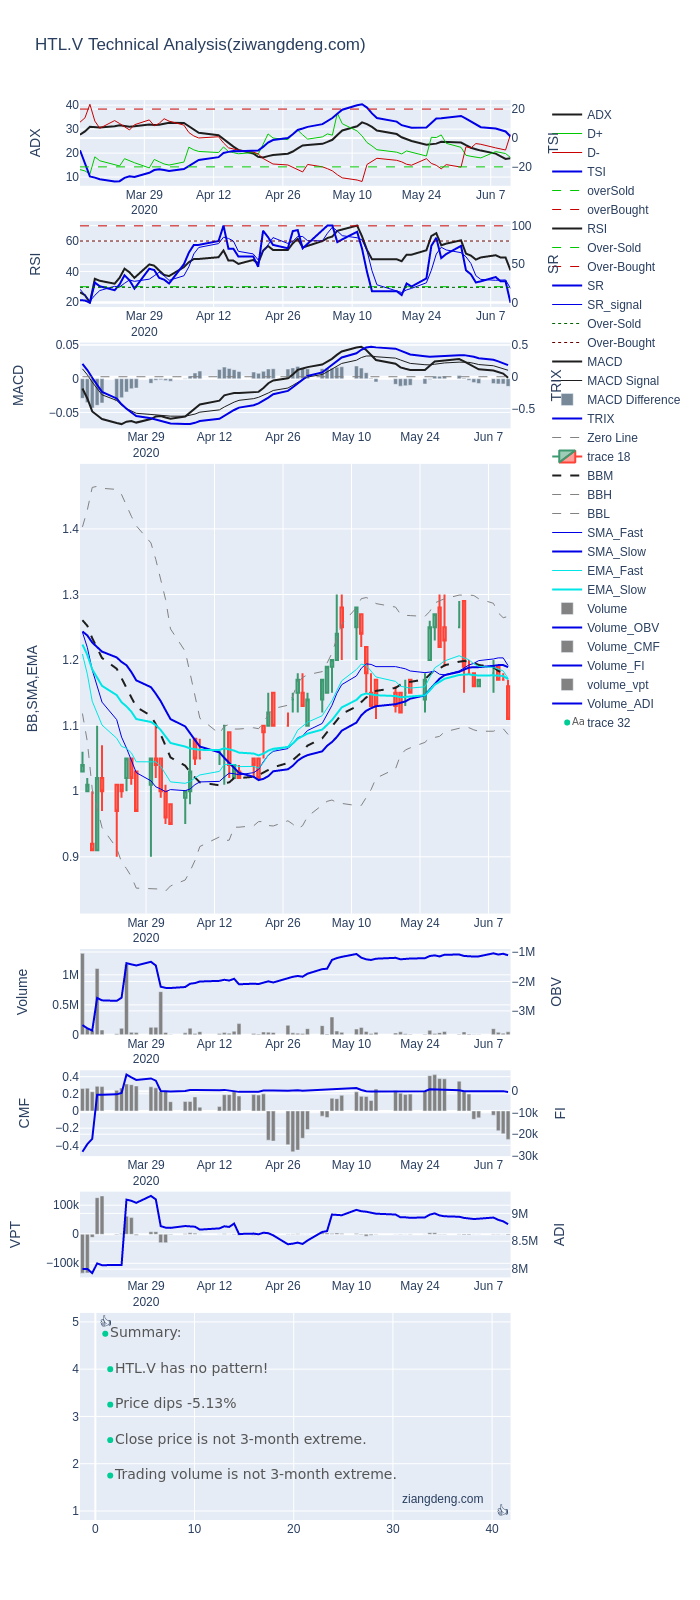 HTL.V Technical Analysis(ziwangdeng.com)
40
30
20
10
ADX
20
0
−20
TSI
Mar 29
2020
Apr 12
Apr 26
May 10
May 24
Jun 7
60
40
20
RSI
100
50
0
SR
Mar 29
2020
Apr 12
Apr 26
May 10
May 24
Jun 7
0.05
0
−0.05
MACD
0.5
0
−0.5
TRIX
Mar 29
2020
Apr 12
Apr 26
May 10
May 24
Jun 7
1.4
1.3
1.2
1.1
1
0.9
BB,SMA,EMA
Mar 29
2020
Apr 12
Apr 26
May 10
May 24
Jun 7
1M
0.5M
0
Volume
−1M
−2M
−3M
OBV
Mar 29
2020
Apr 12
Apr 26
May 10
May 24
Jun 7
0.4
0.2
0
−0.2
−0.4
CMF
0
−10k
−20k
−30k
FI
Mar 29
2020
Apr 12
Apr 26
May 10
May 24
Jun 7
100k
0
−100k
VPT
9M
8.5M
8M
ADI
Mar 29
2020
Apr 12
Apr 26
May 10
May 24
Jun 7
5
4
3
2
1
0
10
20
30
40
Summary:
HTL.V has no pattern!
Price dips -5.13%
Close price is not 3-month extreme.
Trading volume is not 3-month extreme.
ziangdeng.com
ADX
D+
D-
TSI
overSold
overBought
RSI
Over-Sold
Over-Bought
SR
SR_signal
Over-Sold
Over-Bought
MACD
MACD Signal
MACD Difference
TRIX
Zero Line
trace 18
BBM
BBH
BBL
SMA_Fast
SMA_Slow
EMA_Fast
EMA_Slow
Volume
Volume_OBV
Volume_CMF
Volume_FI
volume_vpt
Volume_ADI
Aa trace 32